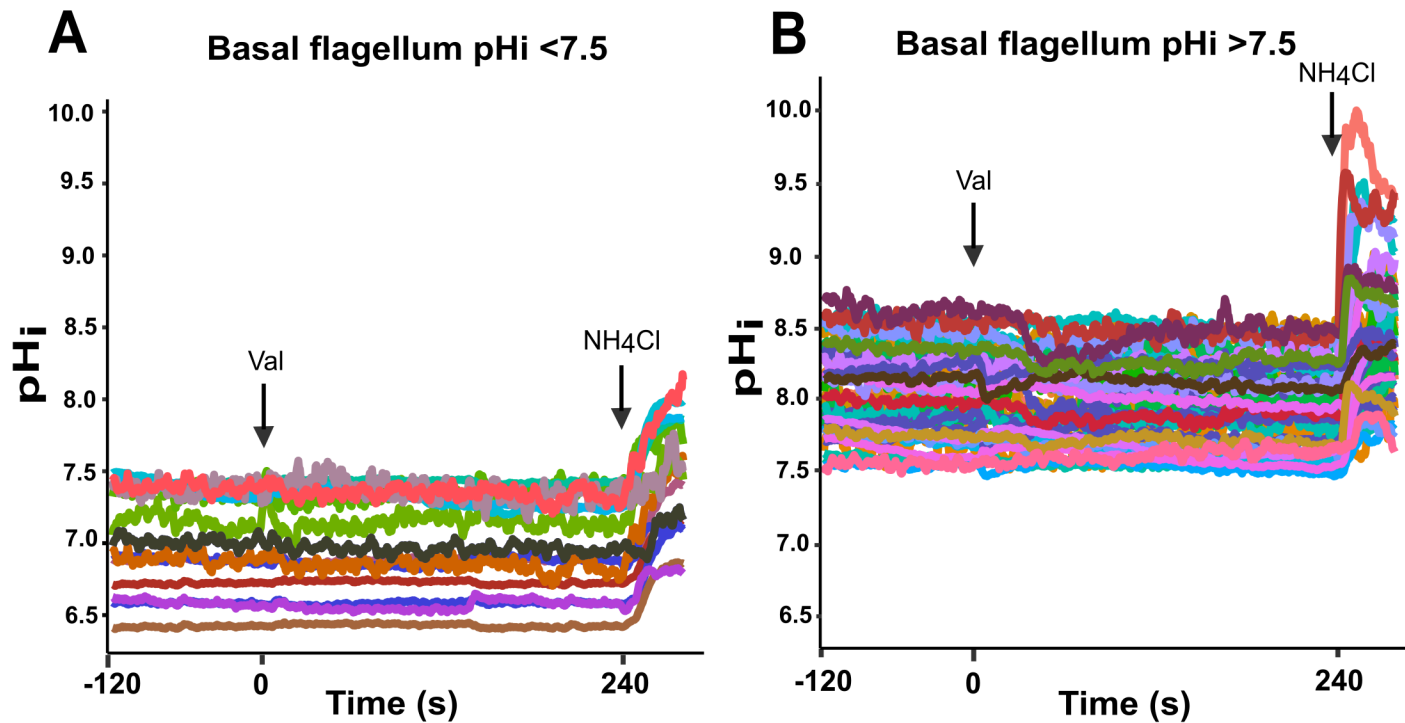 A
Basal flagellum pHi <7.5
10.0
9.5
9.0
8.5
8.0
7.5
7.0
6.5
pHi
Val
NH4Cl
-120
0
240
Time (s)
B
Basal flagellum pHi >7.5
10.0
9.5
9.0
8.5
8.0
7.5
7.0
6.5
pHi
Val
NH4Cl
-120
0
240
Time (s)